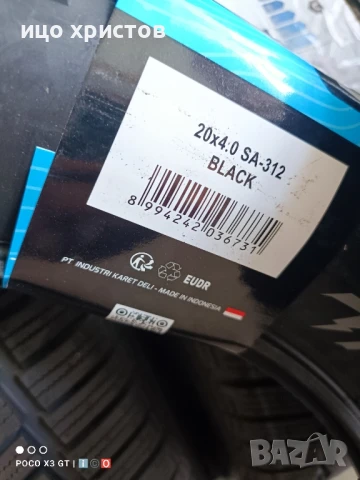 ицо христов
20x4.0 SA-312
BLACK
8 994242 036731
EUDR
PT INDUSTRI KARET DELI - MADE IN INDONESIA
POCO X3 GT
BAZAR